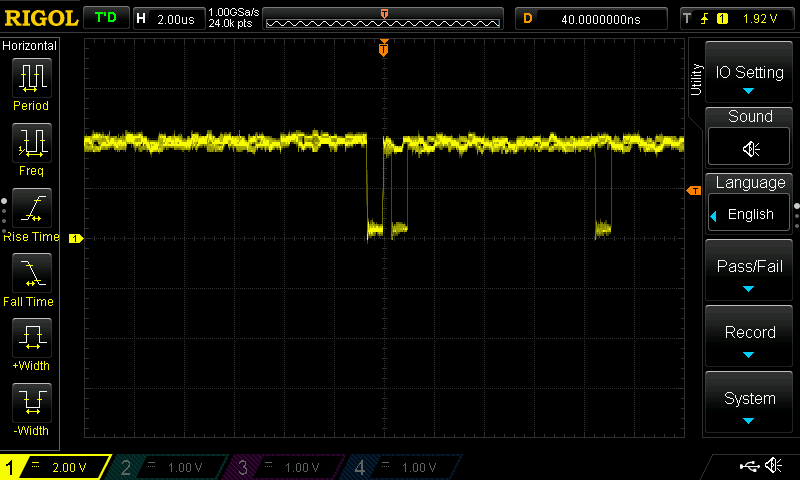 RIGOL T'D H 2.00us 1.00GSa/s
24.0k pts T D 40.0000000ns T 1 1.92 V
Horizontal
Period
Freq
Rise Time
Fall Time
+Width
-Width
T
T
1
Utility
IO Setting
Sound
Language
English
Pass/Fail
Record
System
1 2.00 V 2 1.00 V 3 1.00 V 4 1.00 V